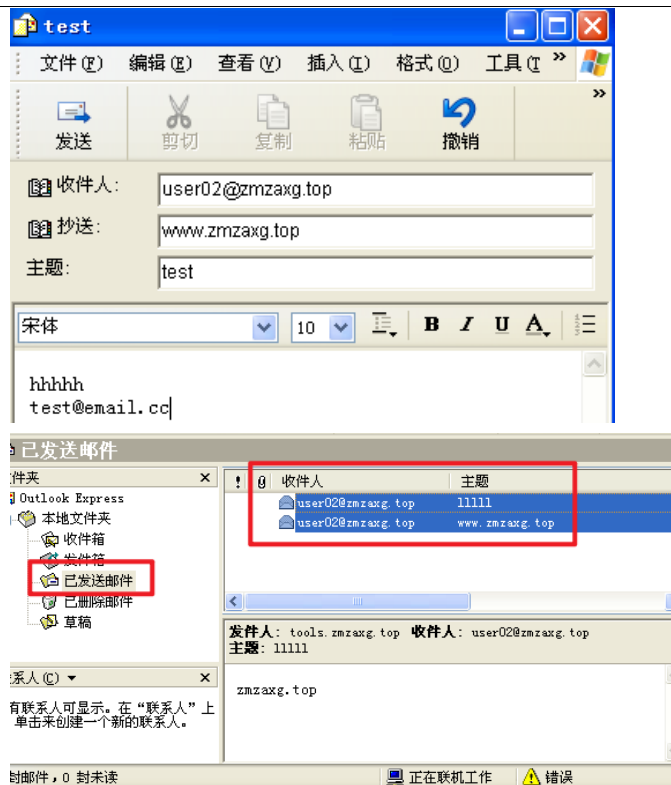 test
文件(F) 编辑(E) 查看(V) 插入(I) 格式(O) 工具(T »
»
发送 剪切 复制 粘贴 撤销
收件人: user02@zmzaxg.top
抄送: www.zmzaxg.top
主题: test
宋体 10 B I U A
hhhhh
test@email.cc
已发送邮件
件夹 × ! 收件人 主题
Outlook Express user02@zmzaxg.top 11111
本地文件夹 user02@zmzaxg.top www.zmzaxg.top
收件箱
发件箱
已发送邮件
已删除邮件
草稿
发件人: tools.zmzaxg.top 收件人: user02@zmzaxg.top
主题: 11111
系人(C) ×
zmzaxg.top
有联系人可显示。在“联系人”上
单击来创建一个新的联系人。
封邮件,0 封未读 正在联机工作 错误